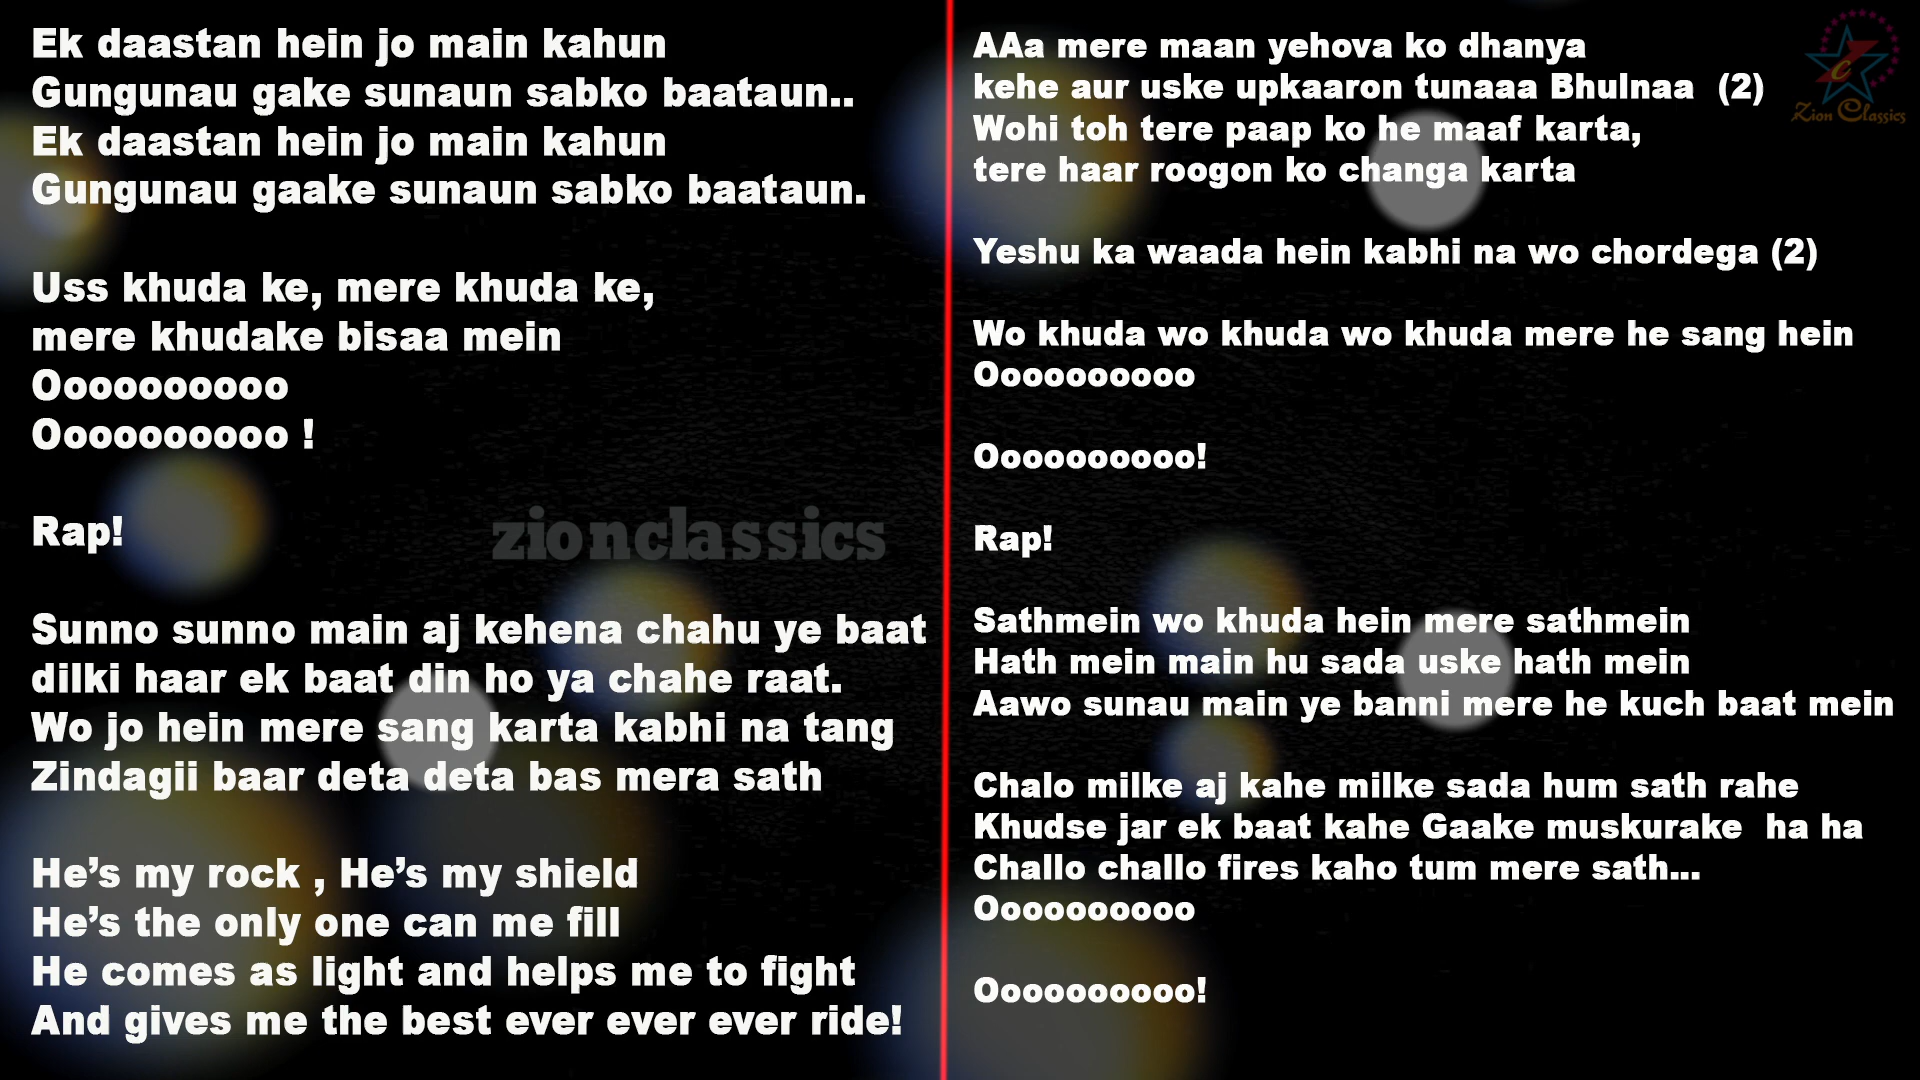 Ek daastan hein jo main kahun
Gungunau gake sunaun sabko baataun..
Ek daastan hein jo main kahun
Gungunau gaake sunaun sabko baataun.
Uss khuda ke, mere khuda ke,
mere khudake bisaa mein
Oooooooooo
Oooooooooo !
Rap!
Sunno sunno main aj kehena chahu ye baat
dilki haar ek baat din ho ya chahe raat.
Wo jo hein mere sang karta kabhi na tang
Zindagii baar deta deta bas mera sath
He’s my rock , He’s my shield
He’s the only one can me fill
He comes as light and helps me to fight
And gives me the best ever ever ever ride!
zionclassics
AAa mere maan yehova ko dhanya
kehe aur uske upkaaron tunaaa Bhulnaa  (2)
Wohi toh tere paap ko he maaf karta,
tere haar roogon ko changa karta
Yeshu ka waada hein kabhi na wo chordega (2)
Wo khuda wo khuda wo khuda mere he sang hein
Oooooooooo
Oooooooooo!
Rap!
Sathmein wo khuda hein mere sathmein
Hath mein main hu sada uske hath mein
Aawo sunau main ye banni mere he kuch baat mein
Chalo milke aj kahe milke sada hum sath rahe
Khudse jar ek baat kahe Gaake muskurake  ha ha
Challo challo fires kaho tum mere sath...
Oooooooooo
Oooooooooo!
c
Zion Classics